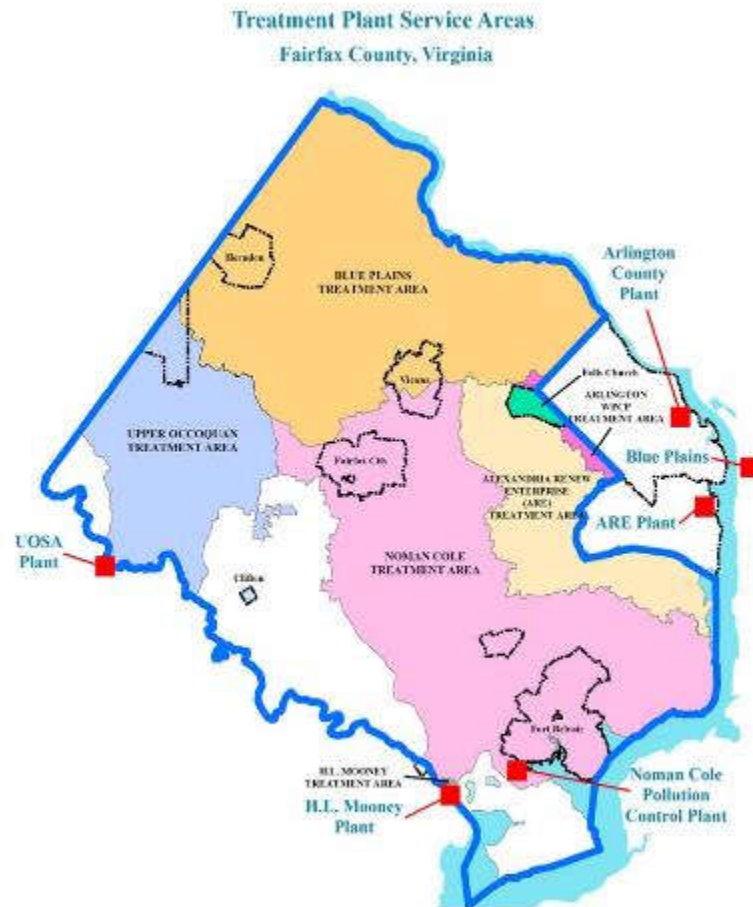 Treatment Plant Service Areas
Fairfax County, Virginia
Herndon
BLUE PLAINS
TREATMENT AREA
Arlington
County
Plant
Vienna
Falls Church
ARLINGTON
WPCP
TREATMENT AREA
UPPER OCCOQUAN
TREATMENT AREA
Fairfax City
Blue Plains
ALEXANDRIA RENEW
ENTERPRISE
(ARE)
TREATMENT AREA
ARE Plant
UOSA
Plant
NOMAN COLE
TREATMENT AREA
Clifton
Fort Belvoir
H.L. MOONEY
TREATMENT AREA
H.L. Mooney
Plant
Noman Cole
Pollution
Control Plant